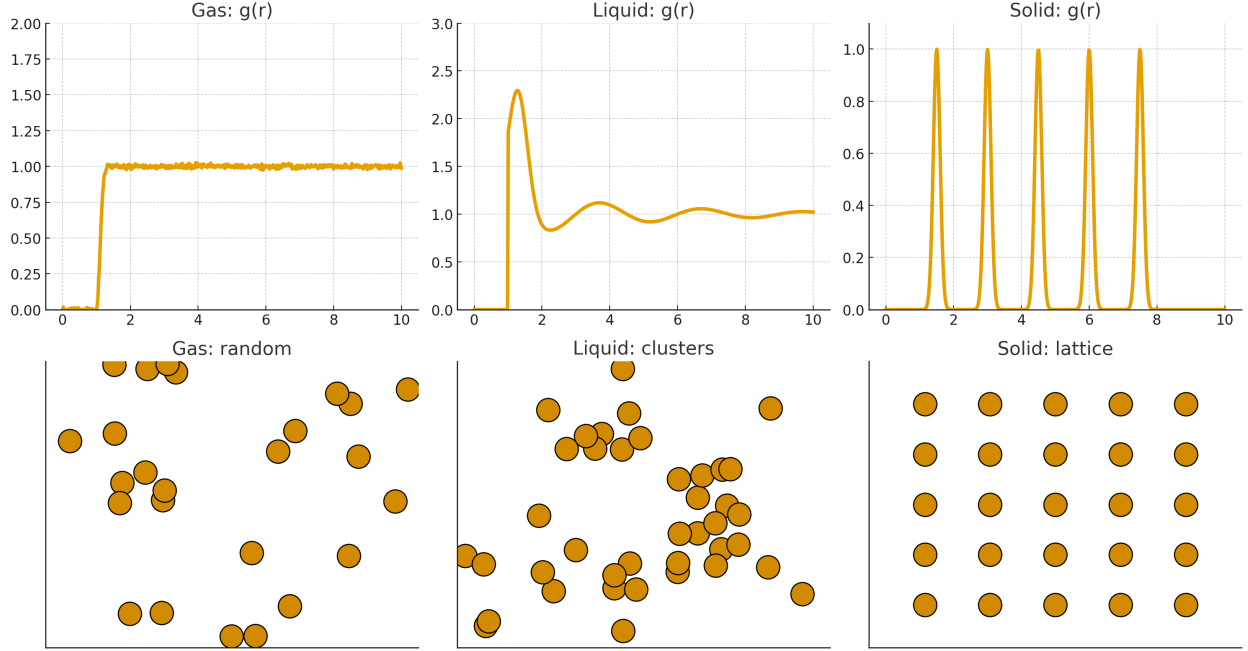 Gas: g(r)
2.00
1.75
1.50
1.25
1.00
0.75
0.50
0.25
0.00
0 2 4 6 8 10
Liquid: g(r)
3.0
2.5
2.0
1.5
1.0
0.5
0.0
0 2 4 6 8 10
Solid: g(r)
1.0
0.8
0.6
0.4
0.2
0.0
0 2 4 6 8 10
Gas: random
Liquid: clusters
Solid: lattice